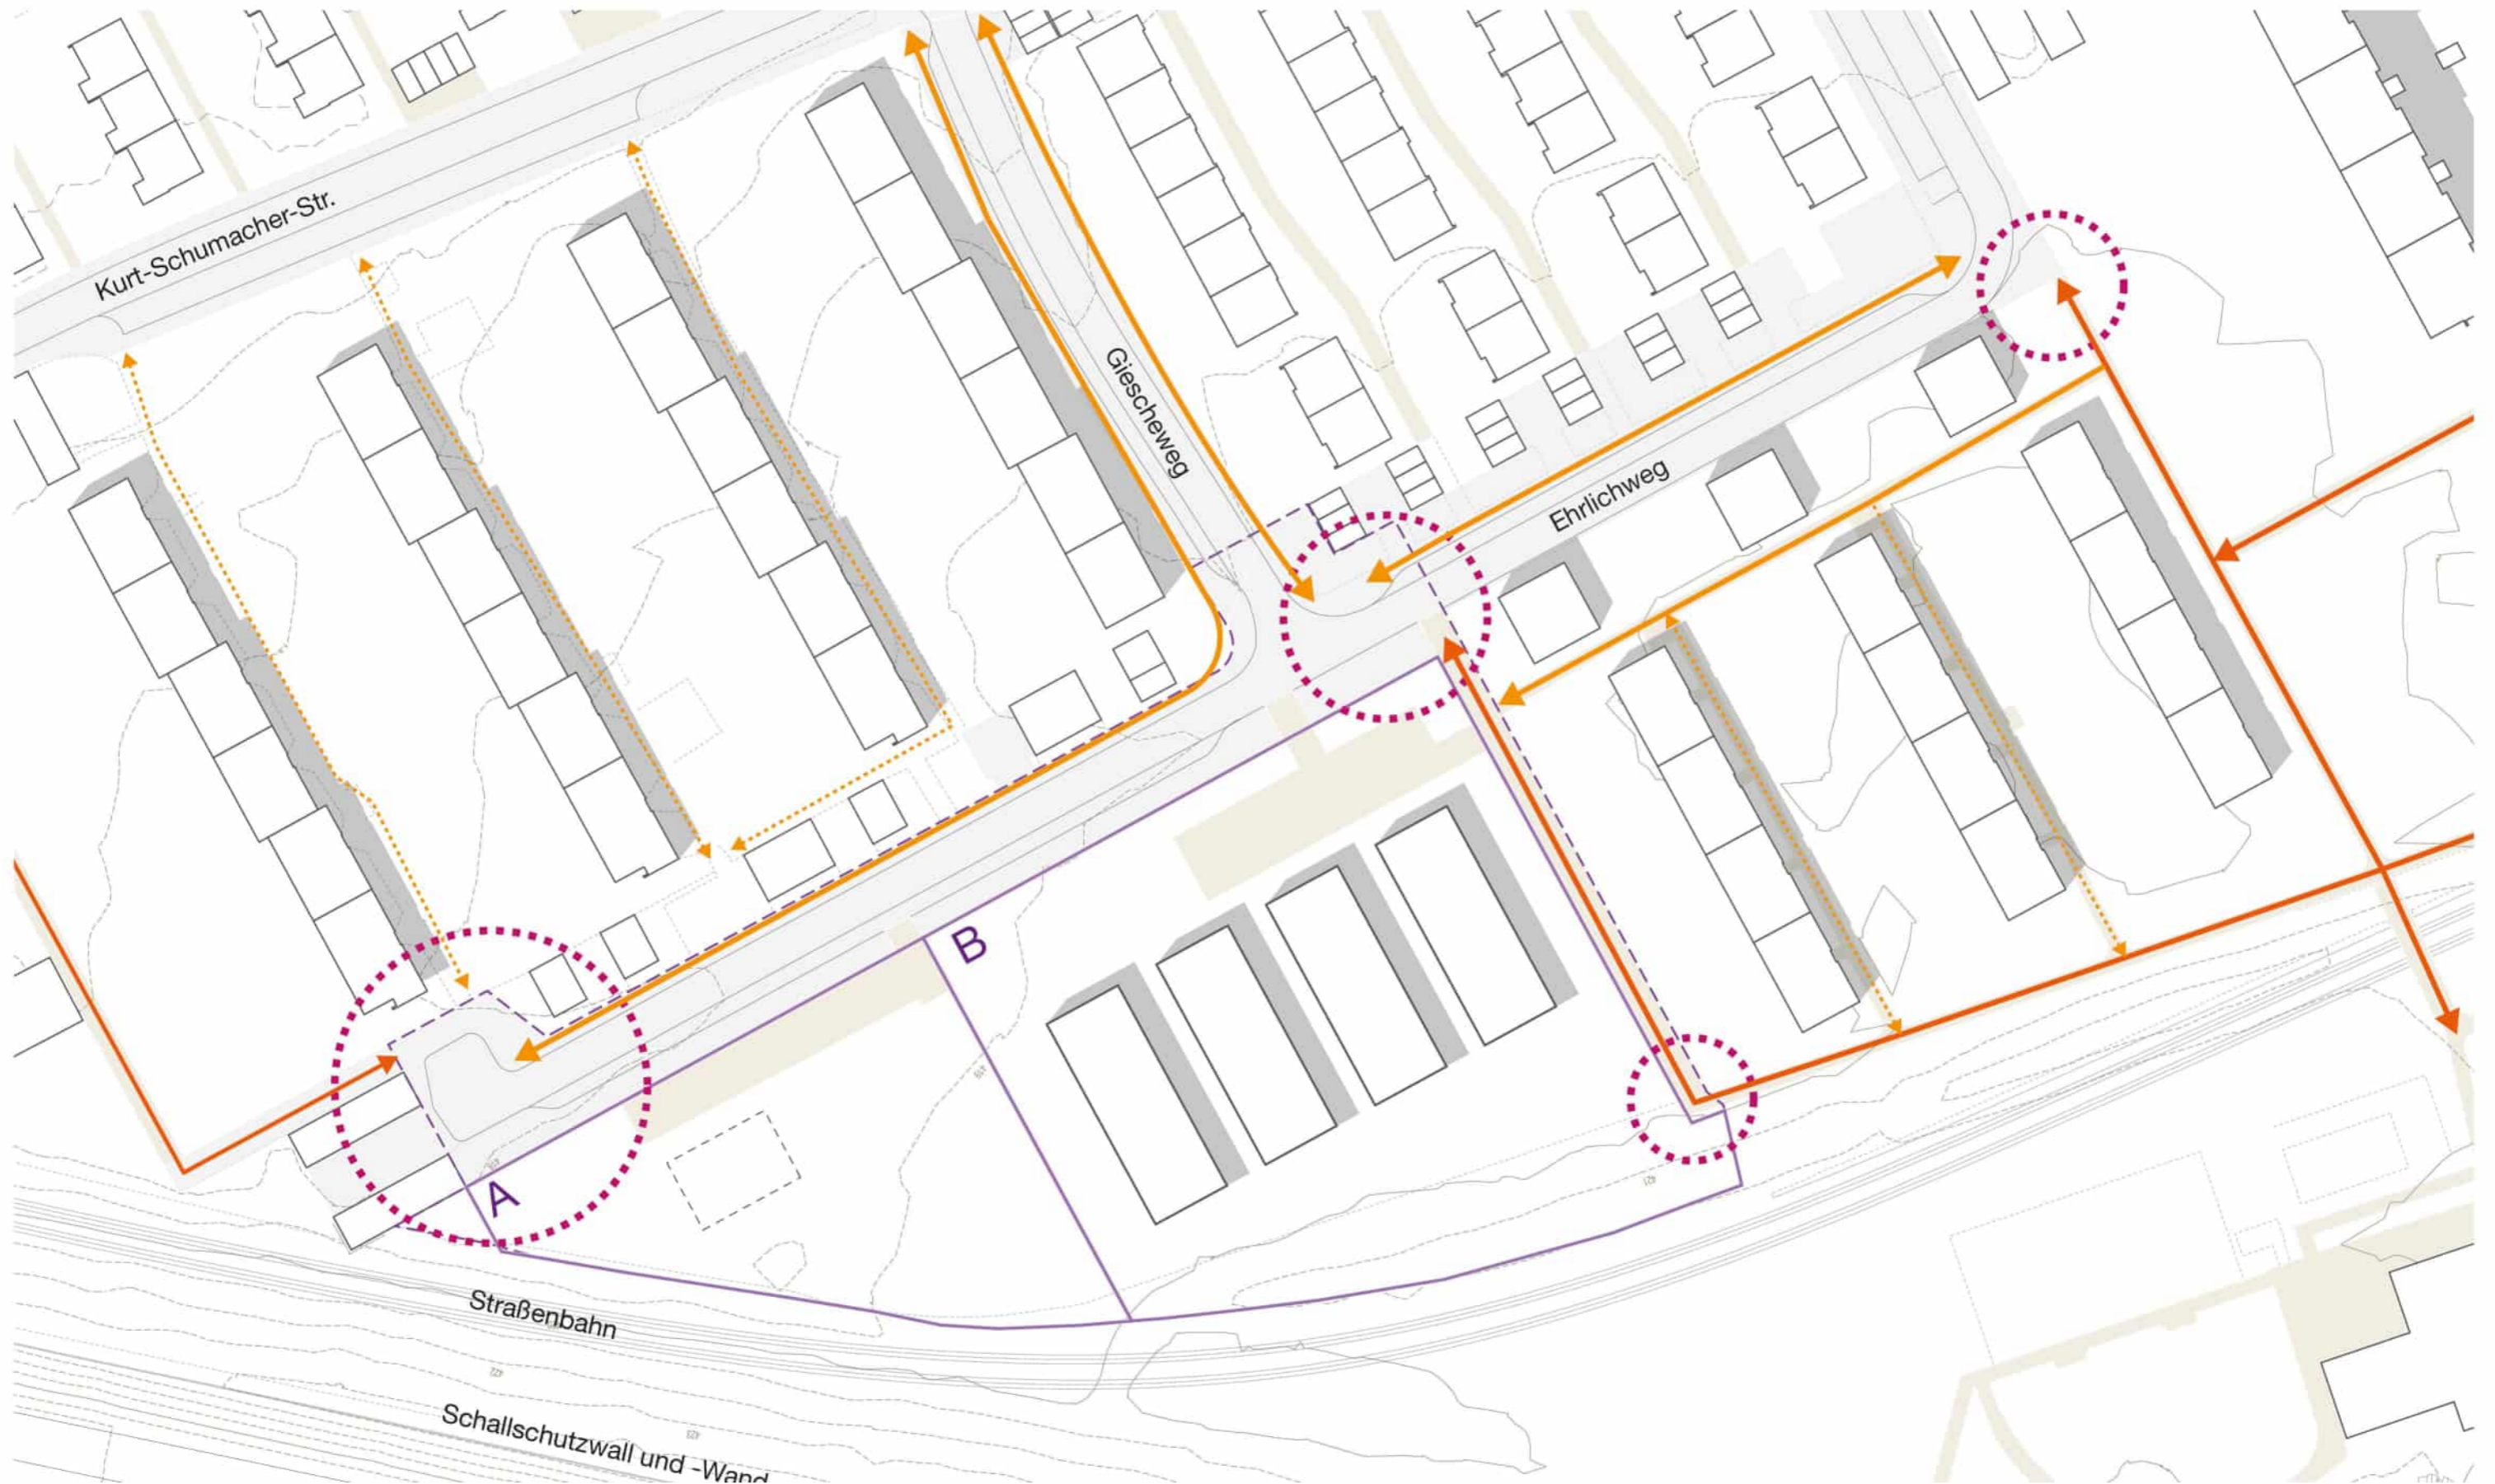 Kurt-Schumacher-Str.
Giescheweg
Ehrlichweg
B
A
Straßenbahn
Schallschutzwall und -Wand